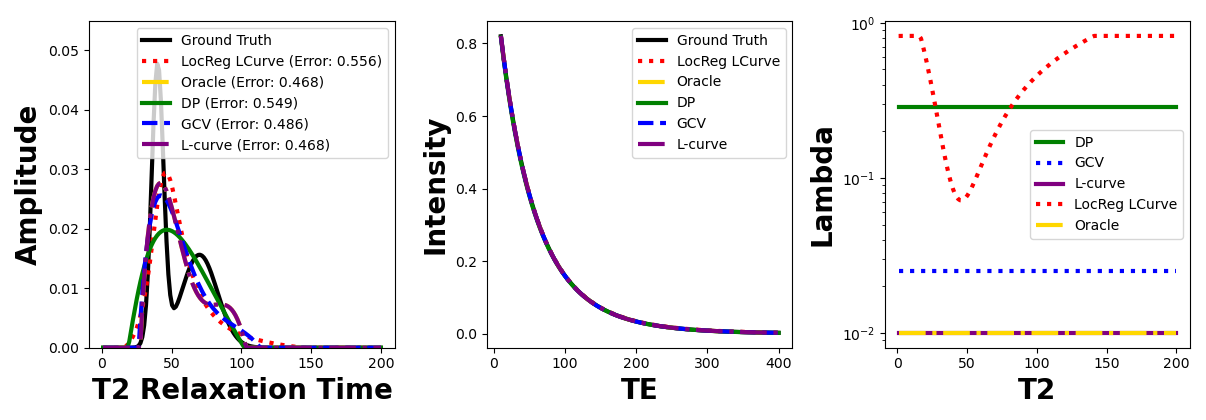 Amplitude
0.05
0.04
0.03
0.02
0.01
0.00
0
50
100
150
200
T2 Relaxation Time
Ground Truth
LocReg LCurve (Error: 0.556)
Oracle (Error: 0.468)
DP (Error: 0.549)
GCV (Error: 0.486)
L-curve (Error: 0.468)
Intensity
0.8
0.6
0.4
0.2
0.0
0
100
200
300
400
TE
Ground Truth
LocReg LCurve
Oracle
DP
GCV
L-curve
Lambda
10⁰
10⁻¹
10⁻²
0
50
100
150
200
T2
DP
GCV
L-curve
LocReg LCurve
Oracle